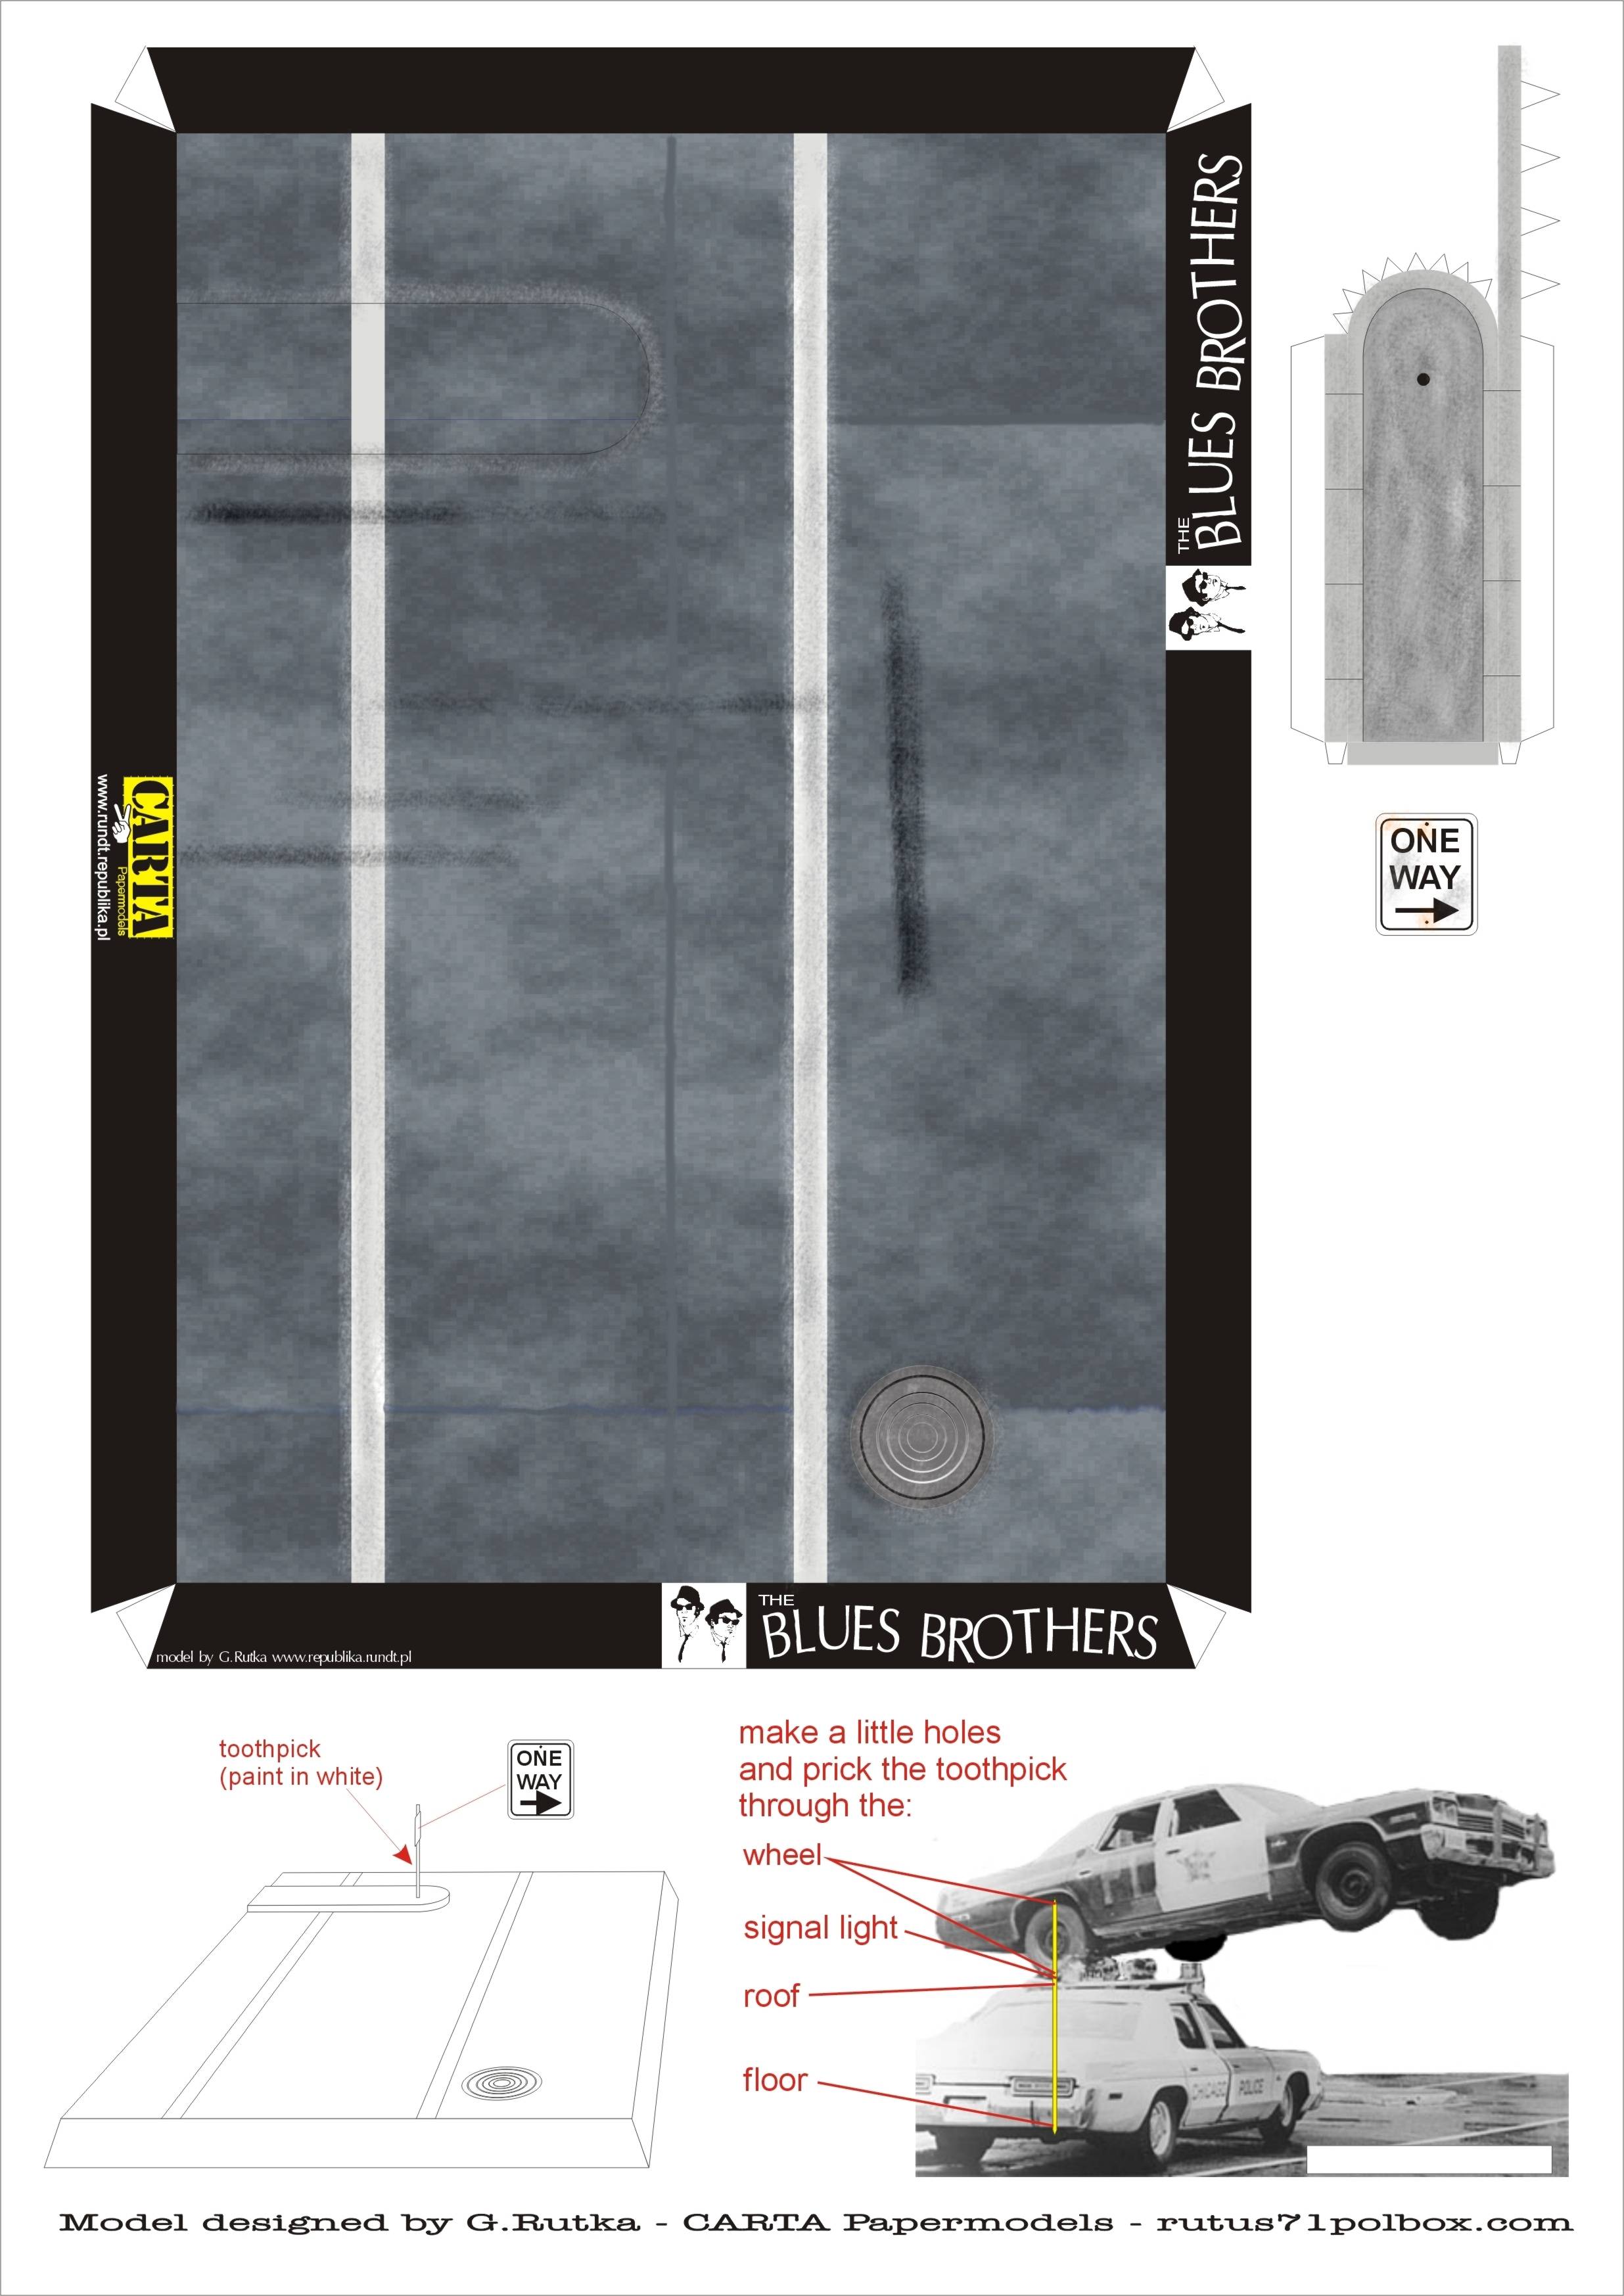 THE
BLUES BROTHERS
CARTA
Papermodels
www.rundt.republika.pl
ONE
WAY
THE
BLUES BROTHERS
model by G.Rutka www.republika.rundt.pl
toothpick
(paint in white)
ONE
WAY
make a little holes
and prick the toothpick
through the:
wheel
signal light
roof
floor
CHICAGO POLICE
Model designed by G.Rutka - CARTA Papermodels - rutus71polbox.com